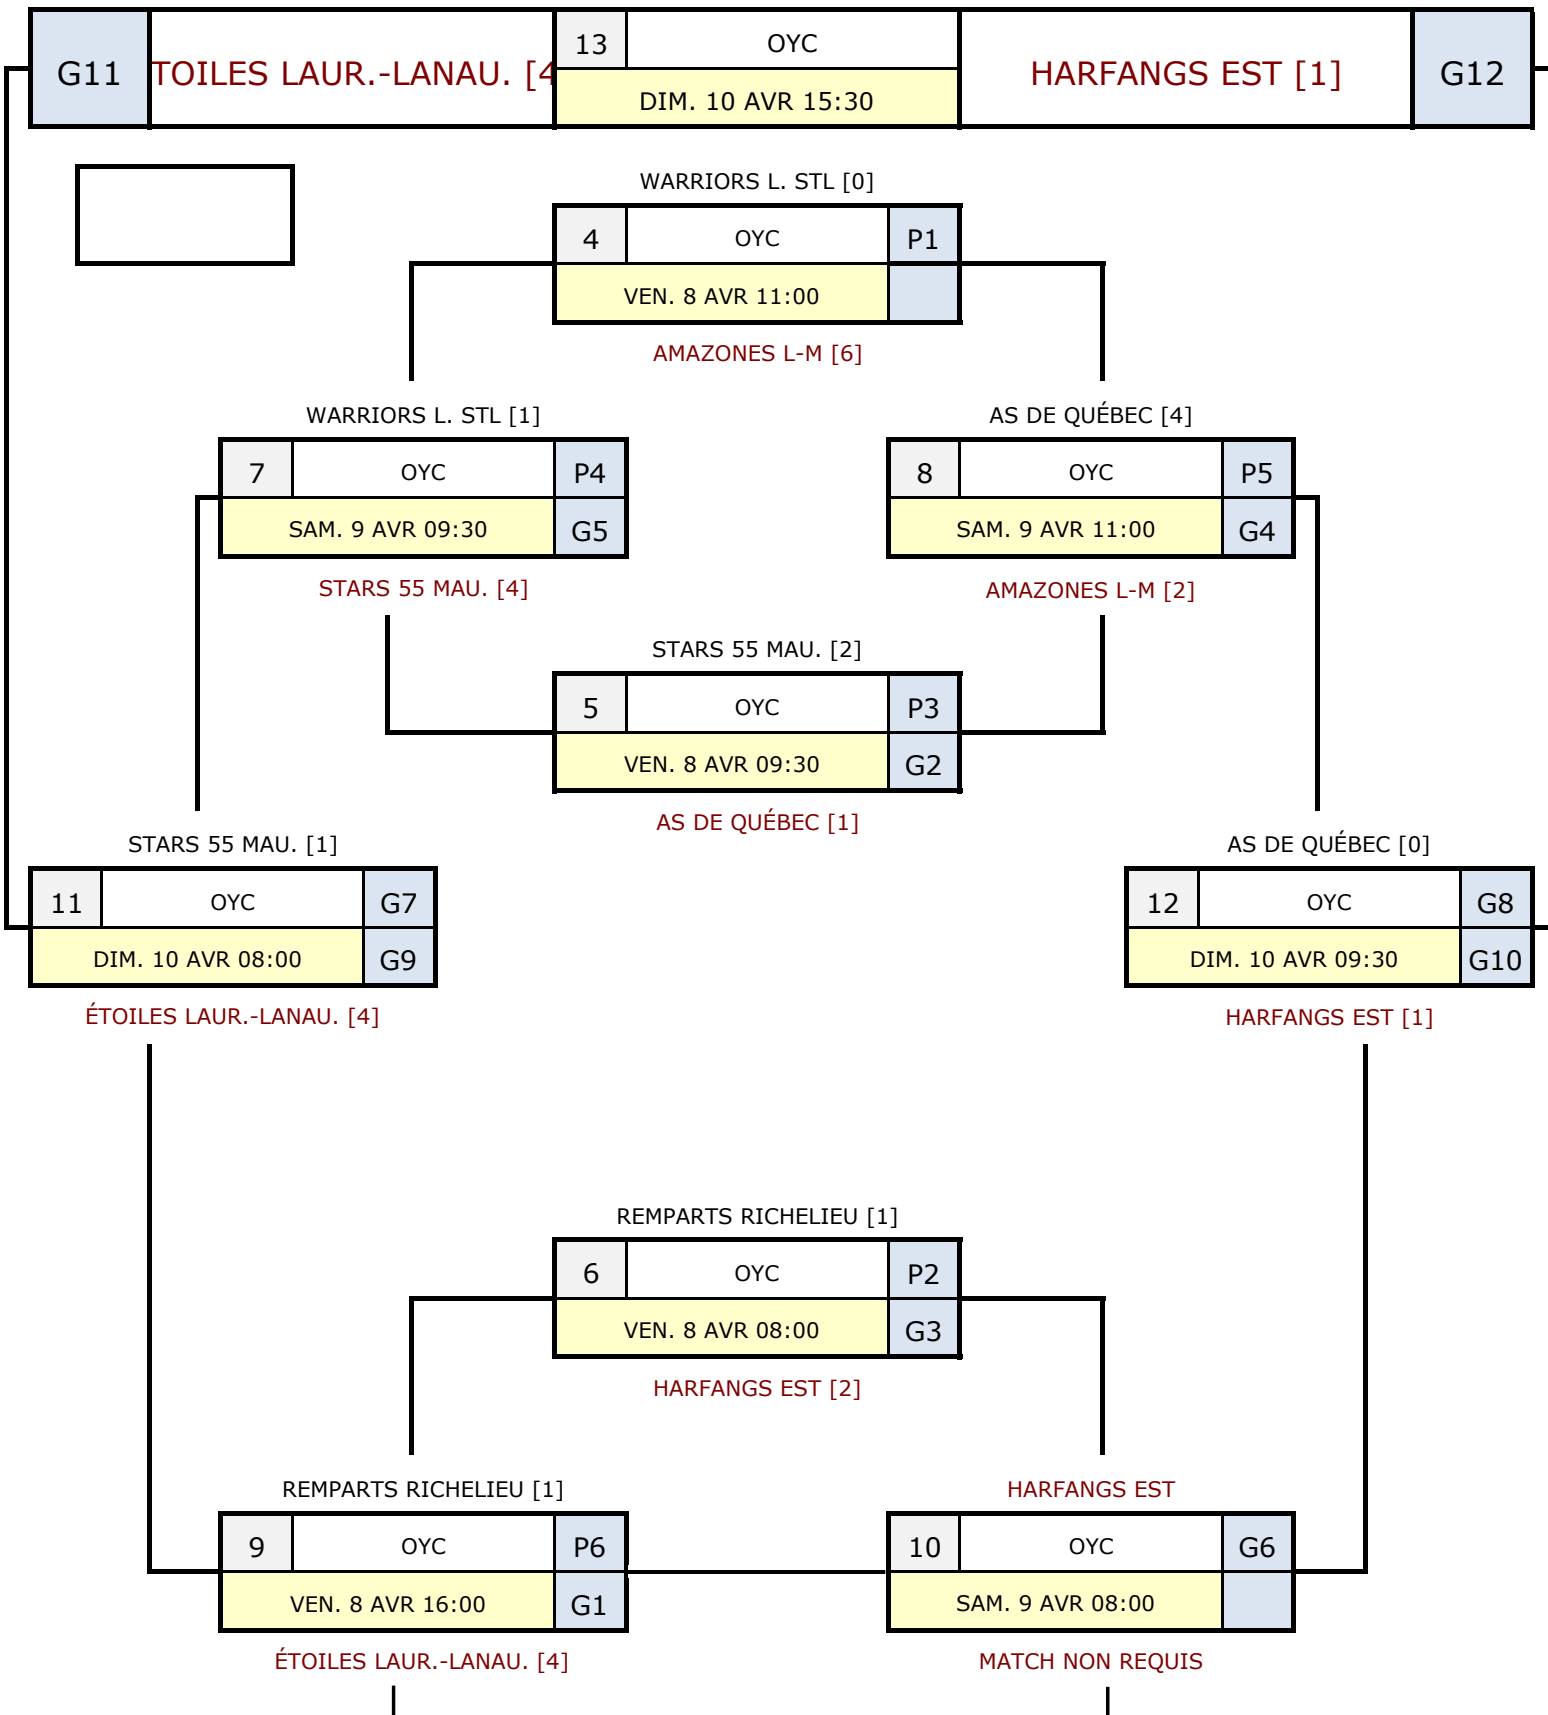 G11 TOILES LAUR.-LANAU. [4 13 OYC HARFANGS EST [1] G12
DIM. 10 AVR 15:30
WARRIORS L. STL [0]
4 OYC P1
VEN. 8 AVR 11:00
AMAZONES L-M [6]
WARRIORS L. STL [1]
7 OYC P4
SAM. 9 AVR 09:30 G5
STARS 55 MAU. [4]
AS DE QUÉBEC [4]
8 OYC P5
SAM. 9 AVR 11:00 G4
AMAZONES L-M [2]
STARS 55 MAU. [2]
5 OYC P3
VEN. 8 AVR 09:30 G2
AS DE QUÉBEC [1]
STARS 55 MAU. [1]
11 OYC G7
DIM. 10 AVR 08:00 G9
ÉTOILES LAUR.-LANAU. [4]
AS DE QUÉBEC [0]
12 OYC G8
DIM. 10 AVR 09:30 G10
HARFANGS EST [1]
REMPARTS RICHELIEU [1]
6 OYC P2
VEN. 8 AVR 08:00 G3
HARFANGS EST [2]
REMPARTS RICHELIEU [1]
9 OYC P6
VEN. 8 AVR 16:00 G1
ÉTOILES LAUR.-LANAU. [4]
HARFANGS EST
10 OYC G6
SAM. 9 AVR 08:00
MATCH NON REQUIS